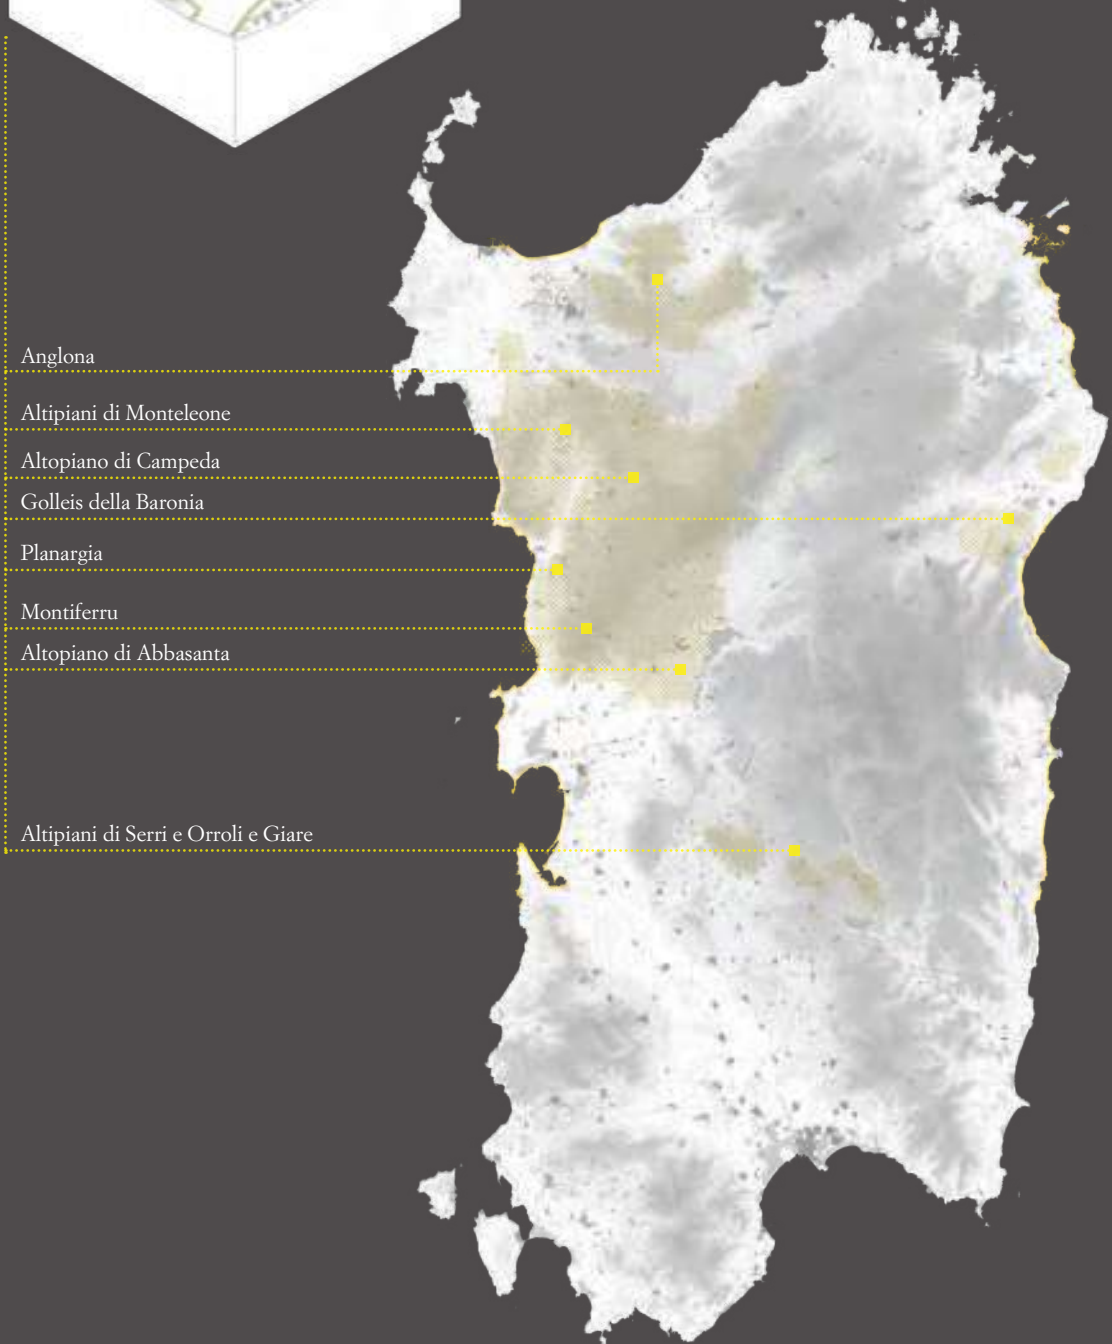 Anglona
Altipiani di Monteleone
Altopiano di Campeda
Golleis della Baronia
Planargia
Montiferru
Altopiano di Abbasanta
Altipiani di Serri e Orroli e Giare